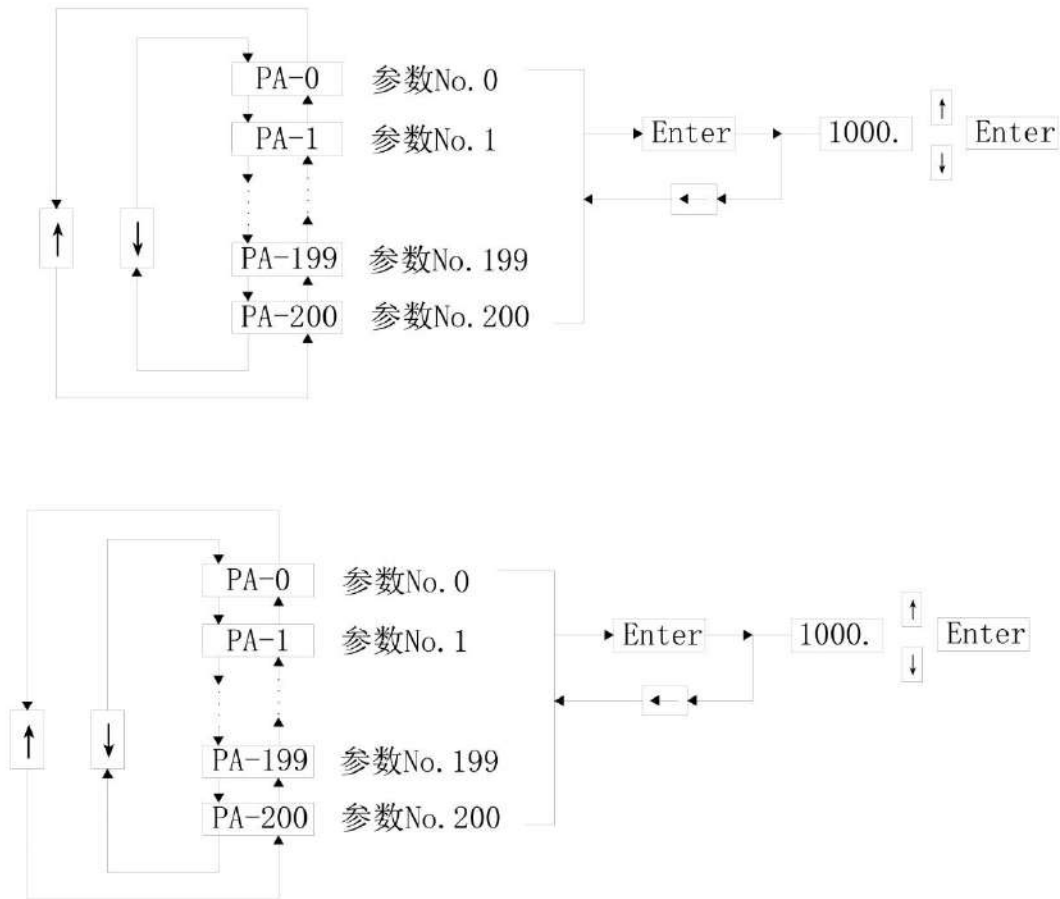 PA-0 参数No.0
PA-1 参数No.1
Enter 1000. ↑ ↓ Enter
←
↑ ↓
PA-199 参数No.199
PA-200 参数No.200
PA-0 参数No.0
PA-1 参数No.1
Enter 1000. ↑ ↓ Enter
←
↑ ↓
PA-199 参数No.199
PA-200 参数No.200